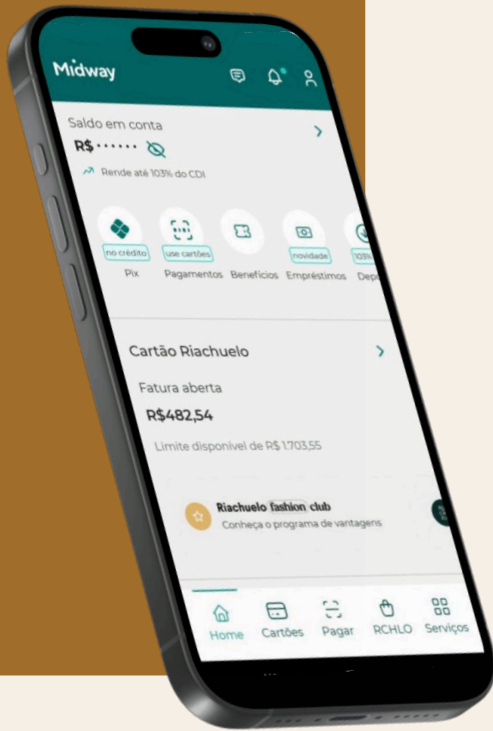 Midway
Saldo em conta
R$ ······
Rende até 103% do CDI
no crédito
use cartões
novidade
103%
Pix
Pagamentos
Benefícios
Empréstimos
Depo
Cartão Riachuelo
Fatura aberta
R$482,54
Limite disponível de R$ 1.703,55
Riachuelo fashion club
Conheça o programa de vantagens
Home
Cartões
Pagar
RCHLO
Serviços